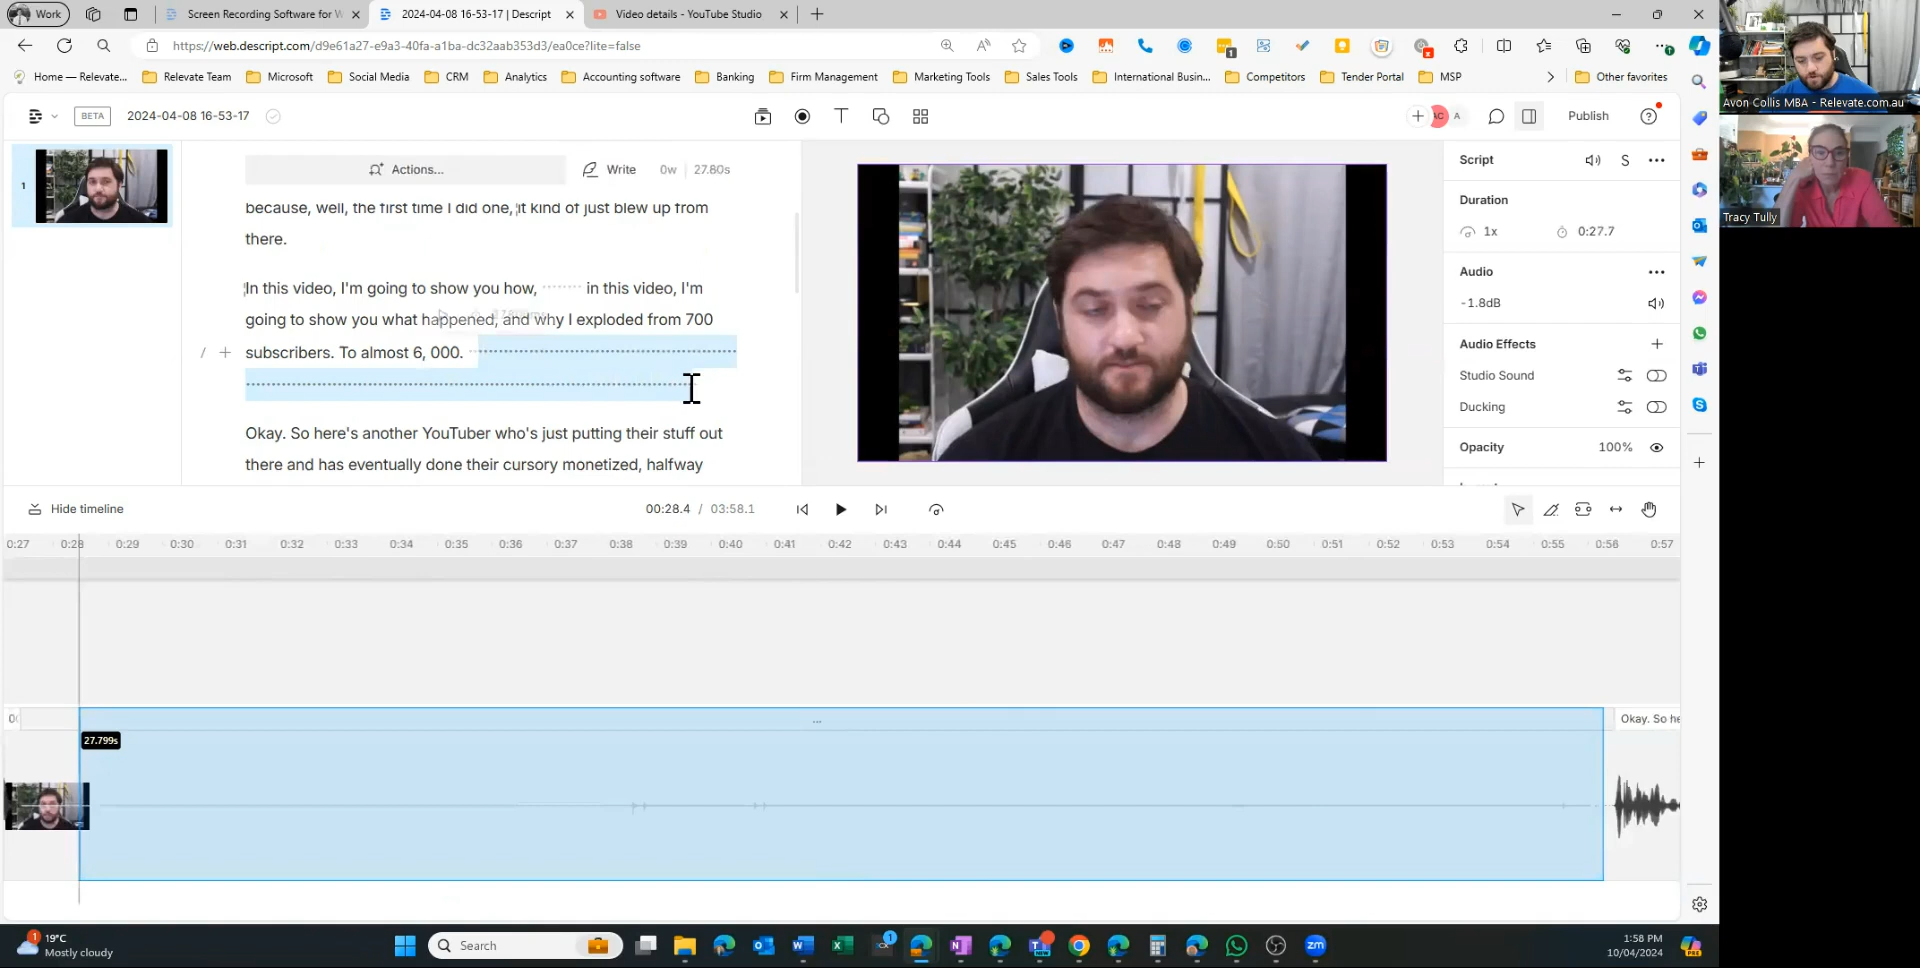 Work
Screen Recording Software for W
2024-04-08 16-53-17 | Descript
Video details - YouTube Studio
https://web.descript.com/d9e61a27-e9a3-40fa-a1ba-dc32aab353d3/ea0ce?lite=false
Home — Relevate...
Relevate Team
Microsoft
Social Media
CRM
Analytics
Accounting software
Banking
Firm Management
Marketing Tools
Sales Tools
International Busin...
Competitors
Tender Portal
MSP
Other favorites
BETA
2024-04-08 16-53-17
AC
A
Publish
Avon Collis MBA - Relevate.com.au
Tracy Tully
1
Actions...
Write
0w
27.80s
because, well, the first time I did one, it kind of just blew up from
there.
In this video, I'm going to show you how, ······· in this video, I'm
going to show you what happened, and why I exploded from 700
/ + subscribers. To almost 6, 000.
Okay. So here's another YouTuber who's just putting their stuff out
there and has eventually done their cursory monetized, halfway
Script
S
Duration
1x
0:27.7
Audio
-1.8dB
Audio Effects
Studio Sound
Ducking
Opacity
100%
Hide timeline
00:28.4 / 03:58.1
0:27 0:28 0:29 0:30 0:31 0:32 0:33 0:34 0:35 0:36 0:37 0:38 0:39 0:40 0:41 0:42 0:43 0:44 0:45 0:46 0:47 0:48 0:49 0:50 0:51 0:52 0:53 0:54 0:55 0:56 0:57
...
Okay. So he
27.799s
19°C
Mostly cloudy
Search
zm
1:58 PM
10/04/2024